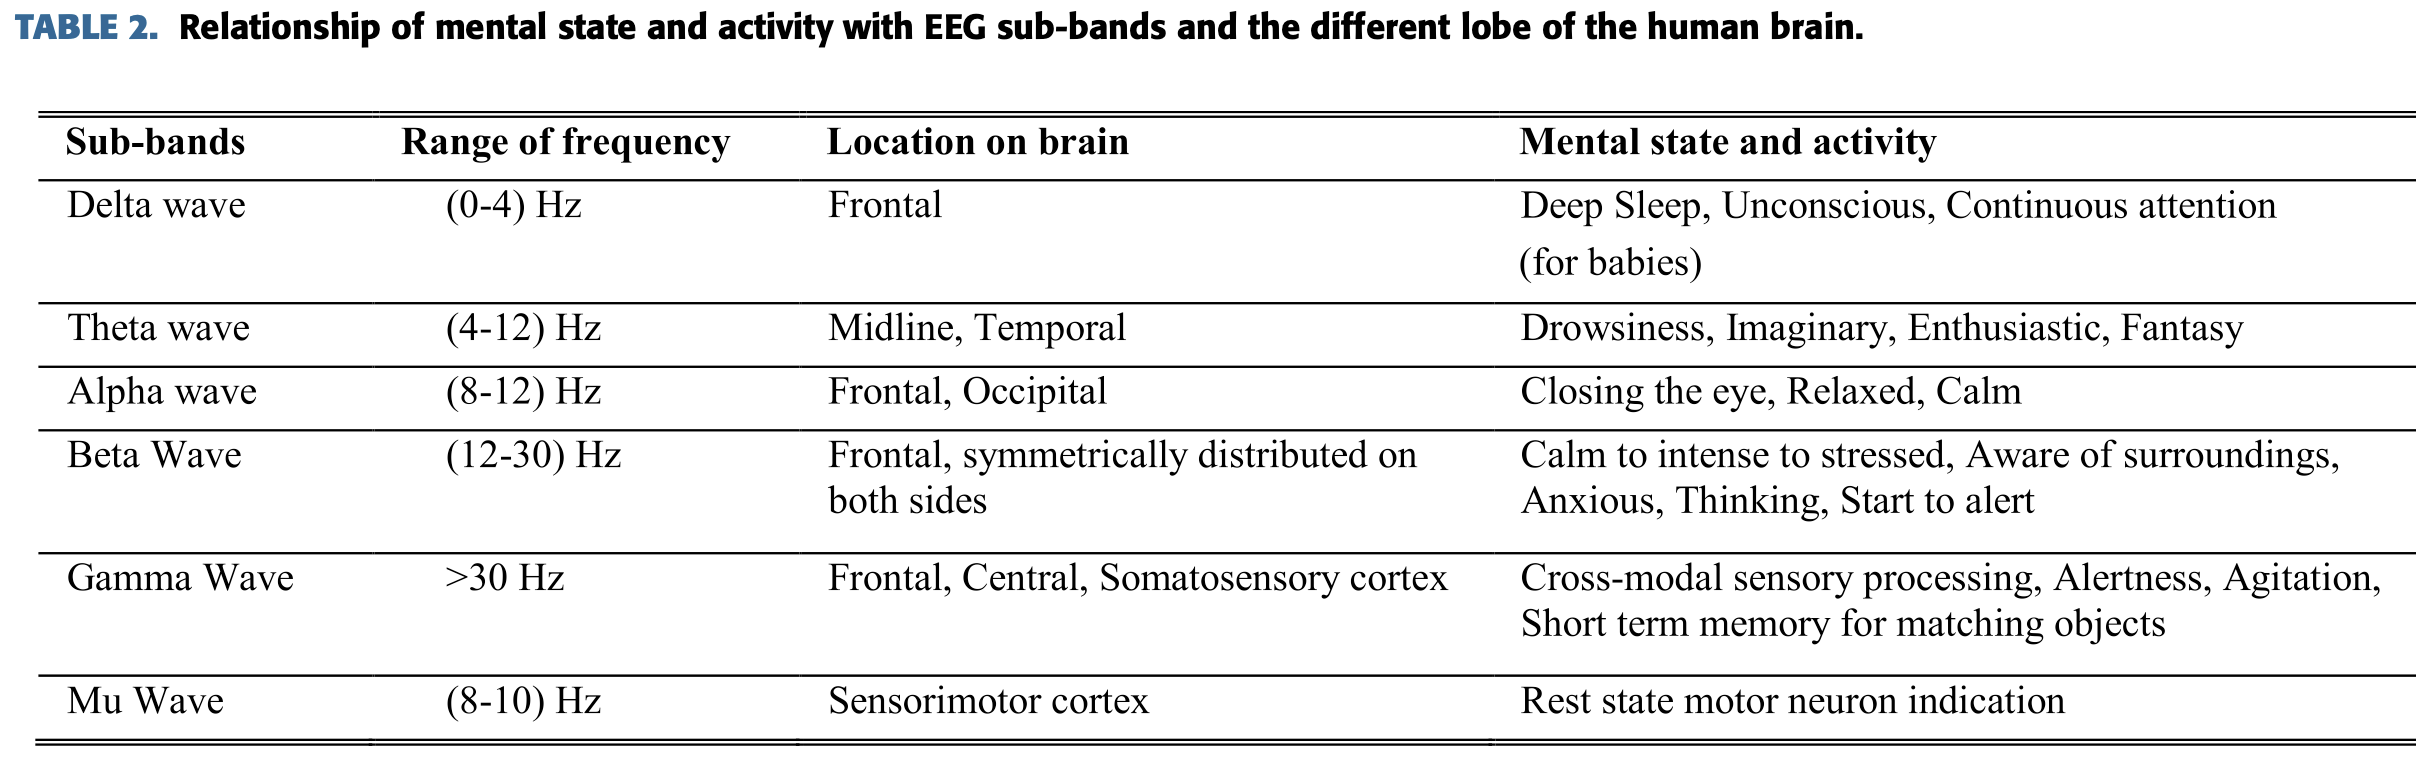 TABLE 2. Relationship of mental state and activity with EEG sub-bands and the different lobe of the human brain.
Sub-bands Range of frequency Location on brain Mental state and activity
Delta wave (0-4) Hz Frontal Deep Sleep, Unconscious, Continuous attention
(for babies)
Theta wave (4-12) Hz Midline, Temporal Drowsiness, Imaginary, Enthusiastic, Fantasy
Alpha wave (8-12) Hz Frontal, Occipital Closing the eye, Relaxed, Calm
Beta Wave (12-30) Hz Frontal, symmetrically distributed on Calm to intense to stressed, Aware of surroundings,
both sides Anxious, Thinking, Start to alert
Gamma Wave >30 Hz Frontal, Central, Somatosensory cortex Cross-modal sensory processing, Alertness, Agitation,
Short term memory for matching objects
Mu Wave (8-10) Hz Sensorimotor cortex Rest state motor neuron indication